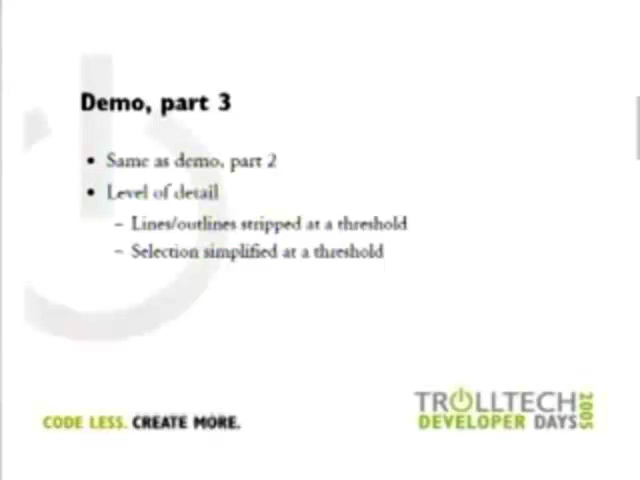 Demo, part 3
• Same as demo, part 2
• Level of detail
– Lines/outlines stripped at a threshold
– Selection simplified at a threshold
CODE LESS. CREATE MORE.
TROLLTECH
DEVELOPER DAYS
2005